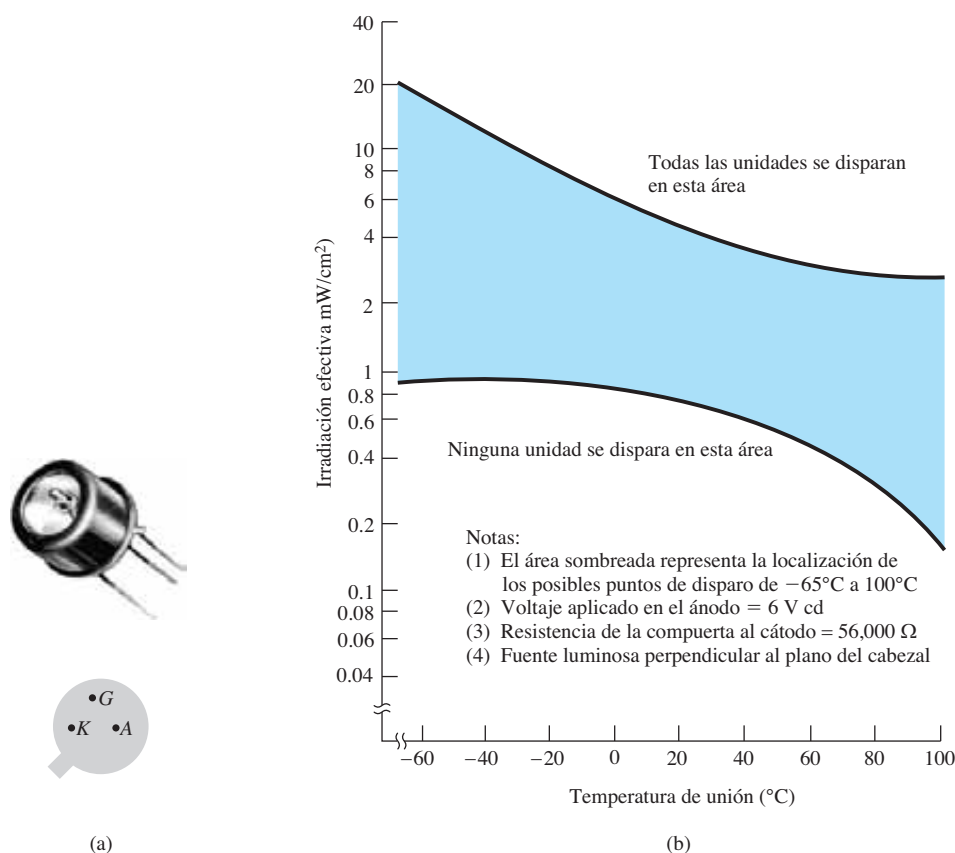 40
20
10
8
6
4
2
1
0.8
0.6
0.4
0.2
0.1
0.08
0.06
0.04
Irradiación efectiva mW/cm²)
Todas las unidades se disparan
en esta área
Ninguna unidad se dispara en esta área
Notas:
(1) El área sombreada representa la localización de
los posibles puntos de disparo de −65°C a 100°C
(2) Voltaje aplicado en el ánodo = 6 V cd
(3) Resistencia de la compuerta al cátodo = 56,000 Ω
(4) Fuente luminosa perpendicular al plano del cabezal
−60 −40 −20 0 20 40 60 80 100
Temperatura de unión (°C)
G
K A
(a) (b)